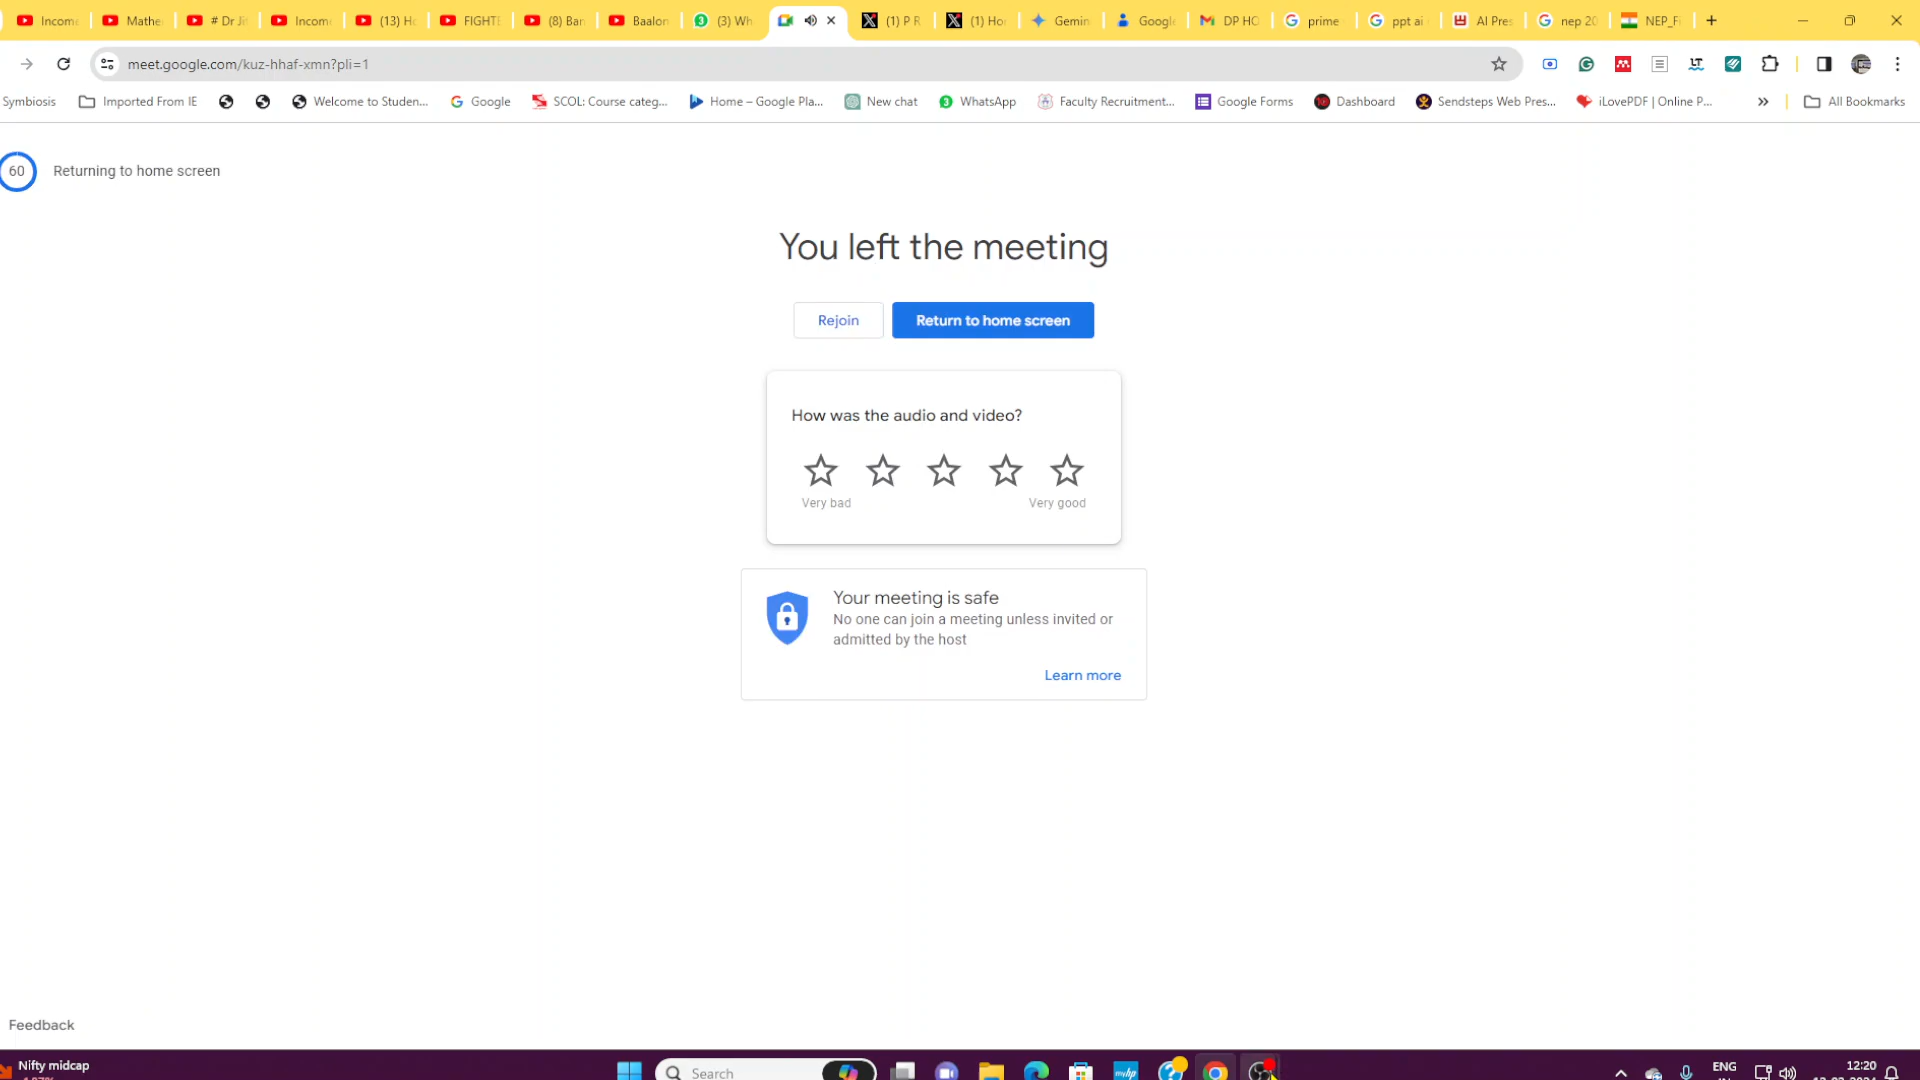 Income
Mathe
# Dr Ji
Income
(13) Ho
FIGHTE
(8) Ban
Baalon
(3) Wh
(1) P R
(1) Ho
Gemin
Google
DP HO
prime
ppt ai
AI Pres
nep 20
NEP_F
meet.google.com/kuz-hhaf-xmn?pli=1
Symbiosis
Imported From IE
Welcome to Studen...
Google
SCOL: Course categ...
Home – Google Pla...
New chat
WhatsApp
Faculty Recruitment...
Google Forms
Dashboard
Sendsteps Web Pres...
iLovePDF | Online P...
All Bookmarks
60 Returning to home screen
You left the meeting
Rejoin
Return to home screen
How was the audio and video?
Very bad
Very good
Your meeting is safe
No one can join a meeting unless invited or
admitted by the host
Learn more
Feedback
Nifty midcap
Search
ENG
12:20